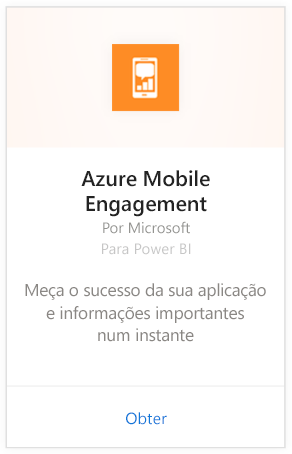 Azure Mobile
Engagement
Por Microsoft
Para Power BI
Meça o sucesso da sua aplicação
e informações importantes
num instante
Obter